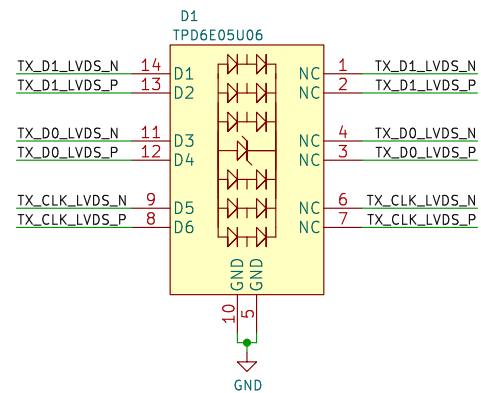 D1
TPD6E05U06
TX_D1_LVDS_N 14 D1 NC 1 TX_D1_LVDS_N
TX_D1_LVDS_P 13 D2 NC 2 TX_D1_LVDS_P
TX_D0_LVDS_N 11 D3 NC 4 TX_D0_LVDS_N
TX_D0_LVDS_P 12 D4 NC 3 TX_D0_LVDS_P
TX_CLK_LVDS_N 9 D5 NC 6 TX_CLK_LVDS_N
TX_CLK_LVDS_P 8 D6 NC 7 TX_CLK_LVDS_P
GND GND
10 5
GND